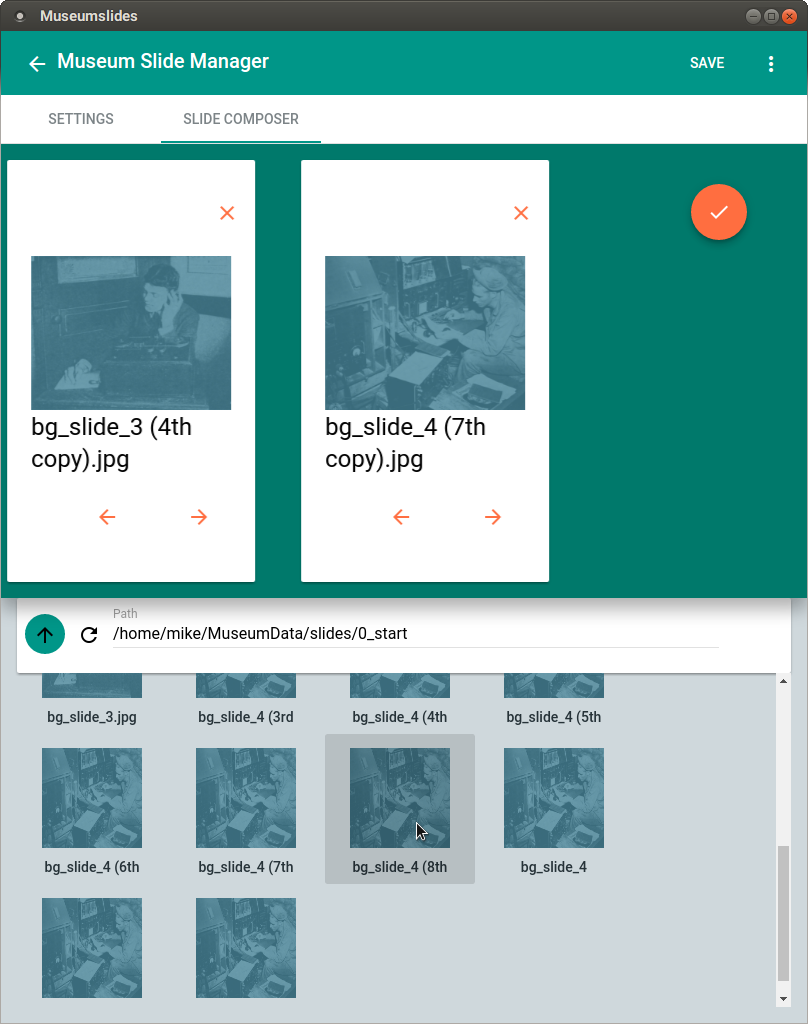 Museumslides
Museum Slide Manager
SAVE
SETTINGS
SLIDE COMPOSER
bg_slide_3 (4th
copy).jpg
bg_slide_4 (7th
copy).jpg
Path
/home/mike/MuseumData/slides/0_start
bg_slide_3.jpg
bg_slide_4 (3rd
bg_slide_4 (4th
bg_slide_4 (5th
bg_slide_4 (6th
bg_slide_4 (7th
bg_slide_4 (8th
bg_slide_4